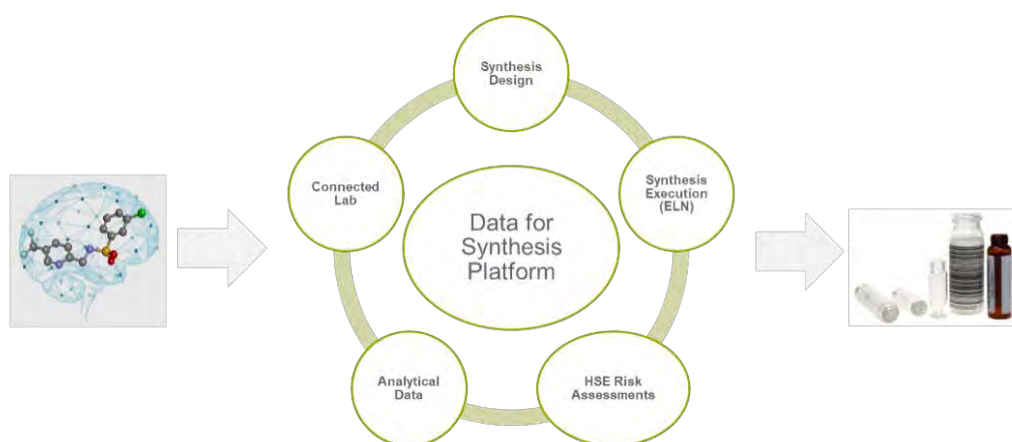 Synthesis
Design
Connected
Lab
Synthesis
Execution
(ELN)
Data for
Synthesis
Platform
Analytical
Data
HSE Risk
Assessments